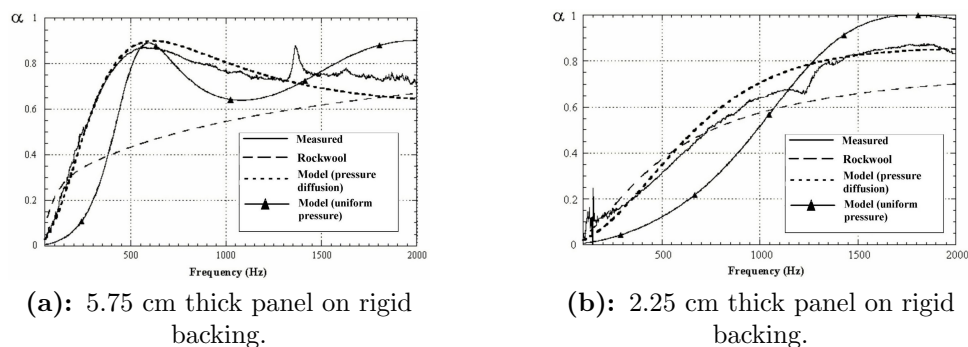 α
1
0.8
0.6
0.4
0.2
0
500
1000
1500
2000
Frequency (Hz)
Measured
Rockwool
Model (pressure
diffusion)
Model (uniform
pressure)
(a): 5.75 cm thick panel on rigid
backing.
α
1
0.8
0.6
0.4
0.2
0
500
1000
1500
2000
Frequency (Hz)
Measured
Rockwool
Model (pressure
diffusion)
Model (uniform
pressure)
(b): 2.25 cm thick panel on rigid
backing.